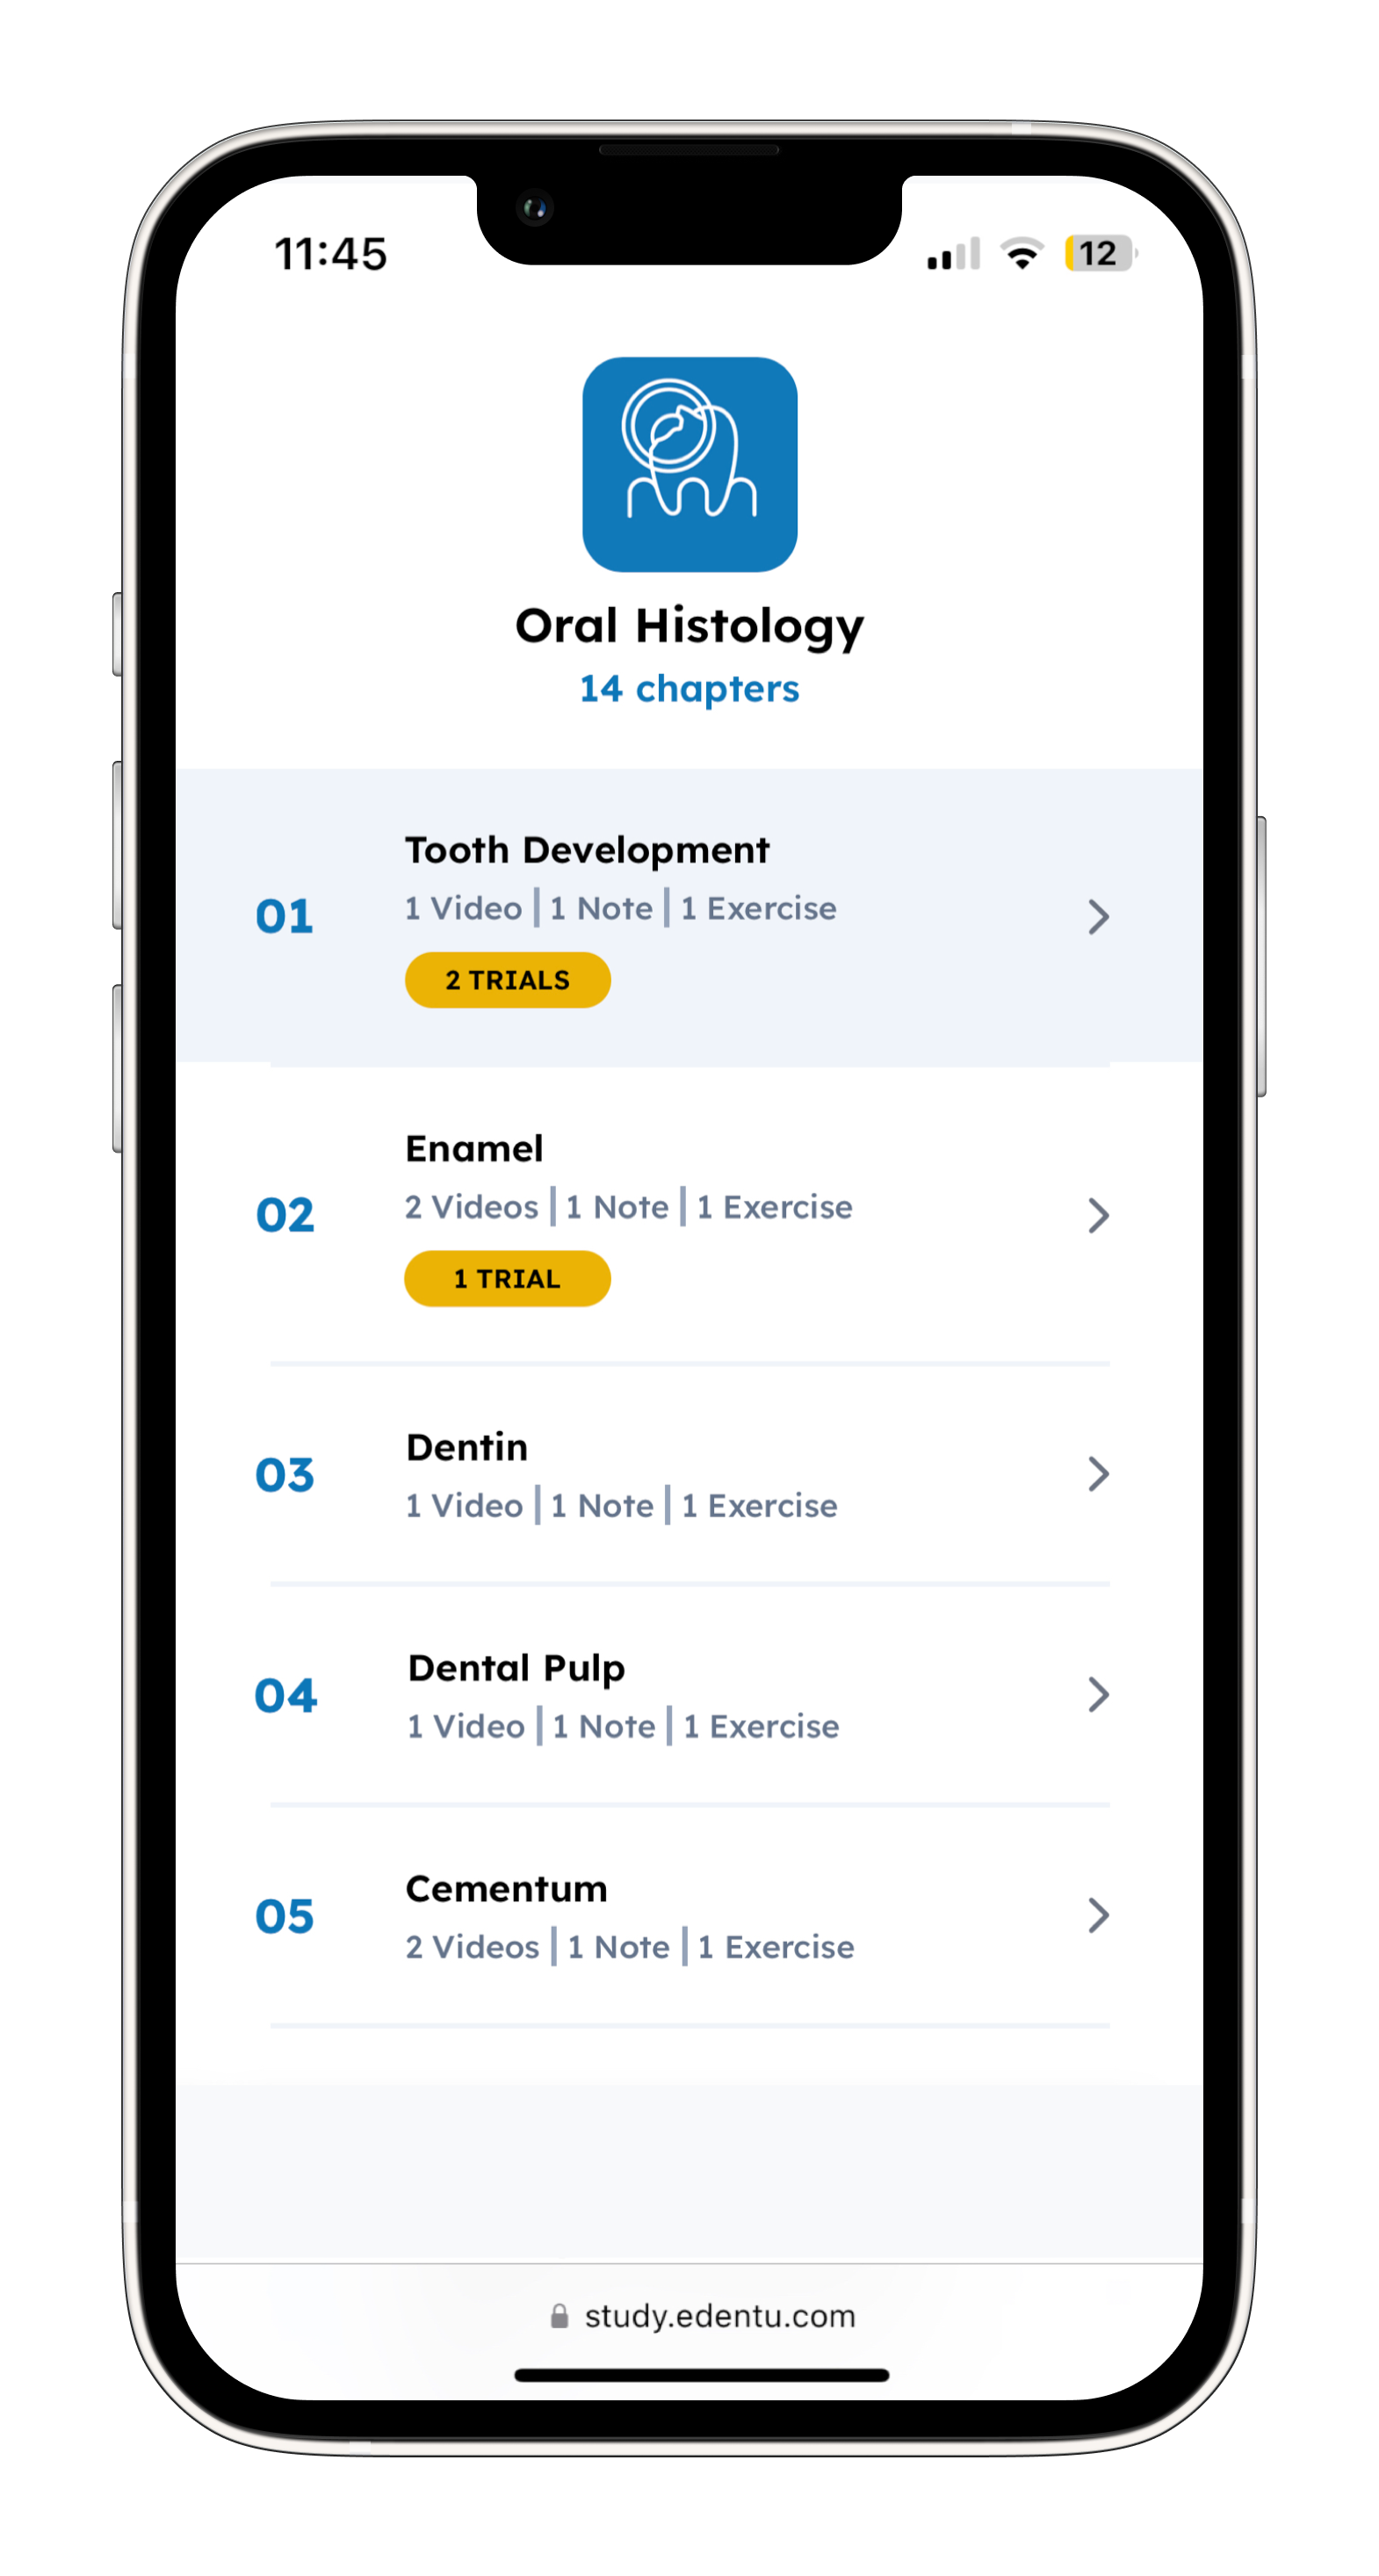 11:45
12
Oral Histology
14 chapters
01
Tooth Development
1 Video | 1 Note | 1 Exercise
2 TRIALS
02
Enamel
2 Videos | 1 Note | 1 Exercise
1 TRIAL
03
Dentin
1 Video | 1 Note | 1 Exercise
04
Dental Pulp
1 Video | 1 Note | 1 Exercise
05
Cementum
2 Videos | 1 Note | 1 Exercise
study.edentu.com